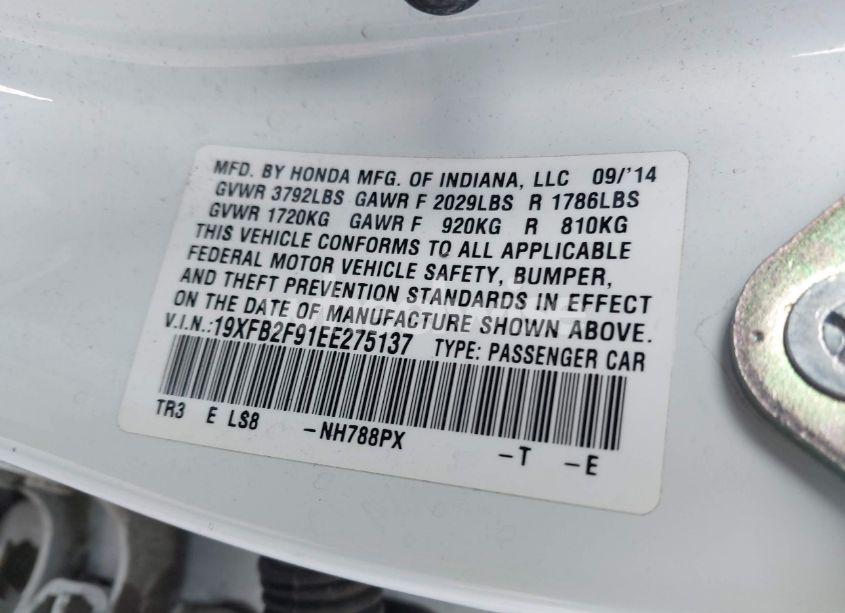 MFD. BY HONDA MFG. OF INDIANA, LLC 09/'14
GVWR 3792LBS GAWR F 2029LBS R 1786LBS
GVWR 1720KG GAWR F 920KG R 810KG
THIS VEHICLE CONFORMS TO ALL APPLICABLE
FEDERAL MOTOR VEHICLE SAFETY, BUMPER,
AND THEFT PREVENTION STANDARDS IN EFFECT
ON THE DATE OF MANUFACTURE SHOWN ABOVE.
V.I.N.:19XFB2F91EE275137 TYPE: PASSENGER CAR
TR3 E LS8 -NH788PX -T -E